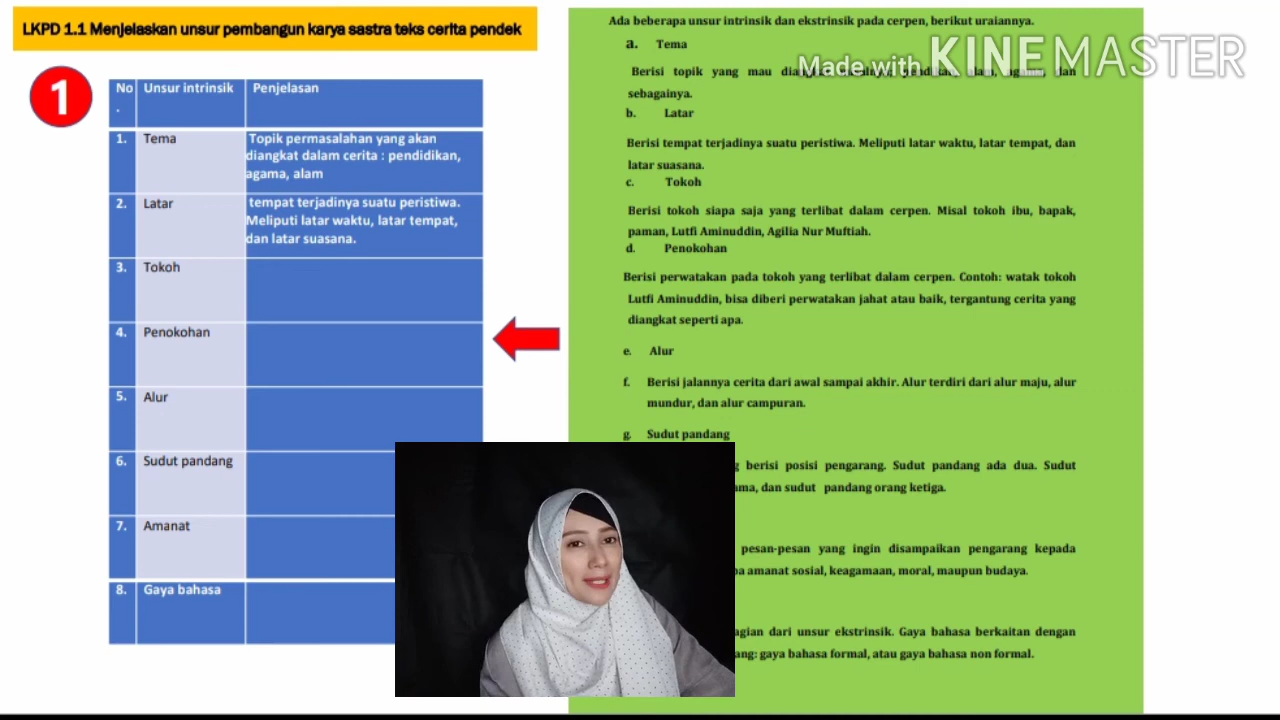 LKPD 1.1 Menjelaskan unsur pembangun karya sastra teks cerita pendek
1
No
.
Unsur intrinsik
Penjelasan
1.
Tema
Topik permasalahan yang akan
diangkat dalam cerita : pendidikan,
agama, alam
2.
Latar
tempat terjadinya suatu peristiwa.
Meliputi latar waktu, latar tempat,
dan latar suasana.
3.
Tokoh
4.
Penokohan
5.
Alur
6.
Sudut pandang
7.
Amanat
8.
Gaya bahasa
Ada beberapa unsur intrinsik dan ekstrinsik pada cerpen, berikut uraiannya.
a. Tema
Berisi topik yang mau dan
sebagainya.
b. Latar
Berisi tempat terjadinya suatu peristiwa. Meliputi latar waktu, latar tempat, dan
latar suasana.
c. Tokoh
Berisi tokoh siapa saja yang terlibat dalam cerpen. Misal tokoh ibu, bapak,
paman, Lutfi Aminuddin, Agilia Nur Muftiah.
d. Penokohan
Berisi perwatakan pada tokoh yang terlibat dalam cerpen. Contoh: watak tokoh
Lutfi Aminuddin, bisa diberi perwatakan jahat atau baik, tergantung cerita yang
diangkat seperti apa.
e. Alur
f. Berisi jalannya cerita dari awal sampai akhir. Alur terdiri dari alur maju, alur
mundur, dan alur campuran.
g. Sudut pandang
berisi posisi pengarang. Sudut pandang ada dua. Sudut
dan sudut pandang orang ketiga.
pesan-pesan yang ingin disampaikan pengarang kepada
amanat sosial, keagamaan, moral, maupun budaya.
dari unsur ekstrinsik. Gaya bahasa berkaitan dengan
gaya bahasa formal, atau gaya bahasa non formal.
Made with KINEMASTER